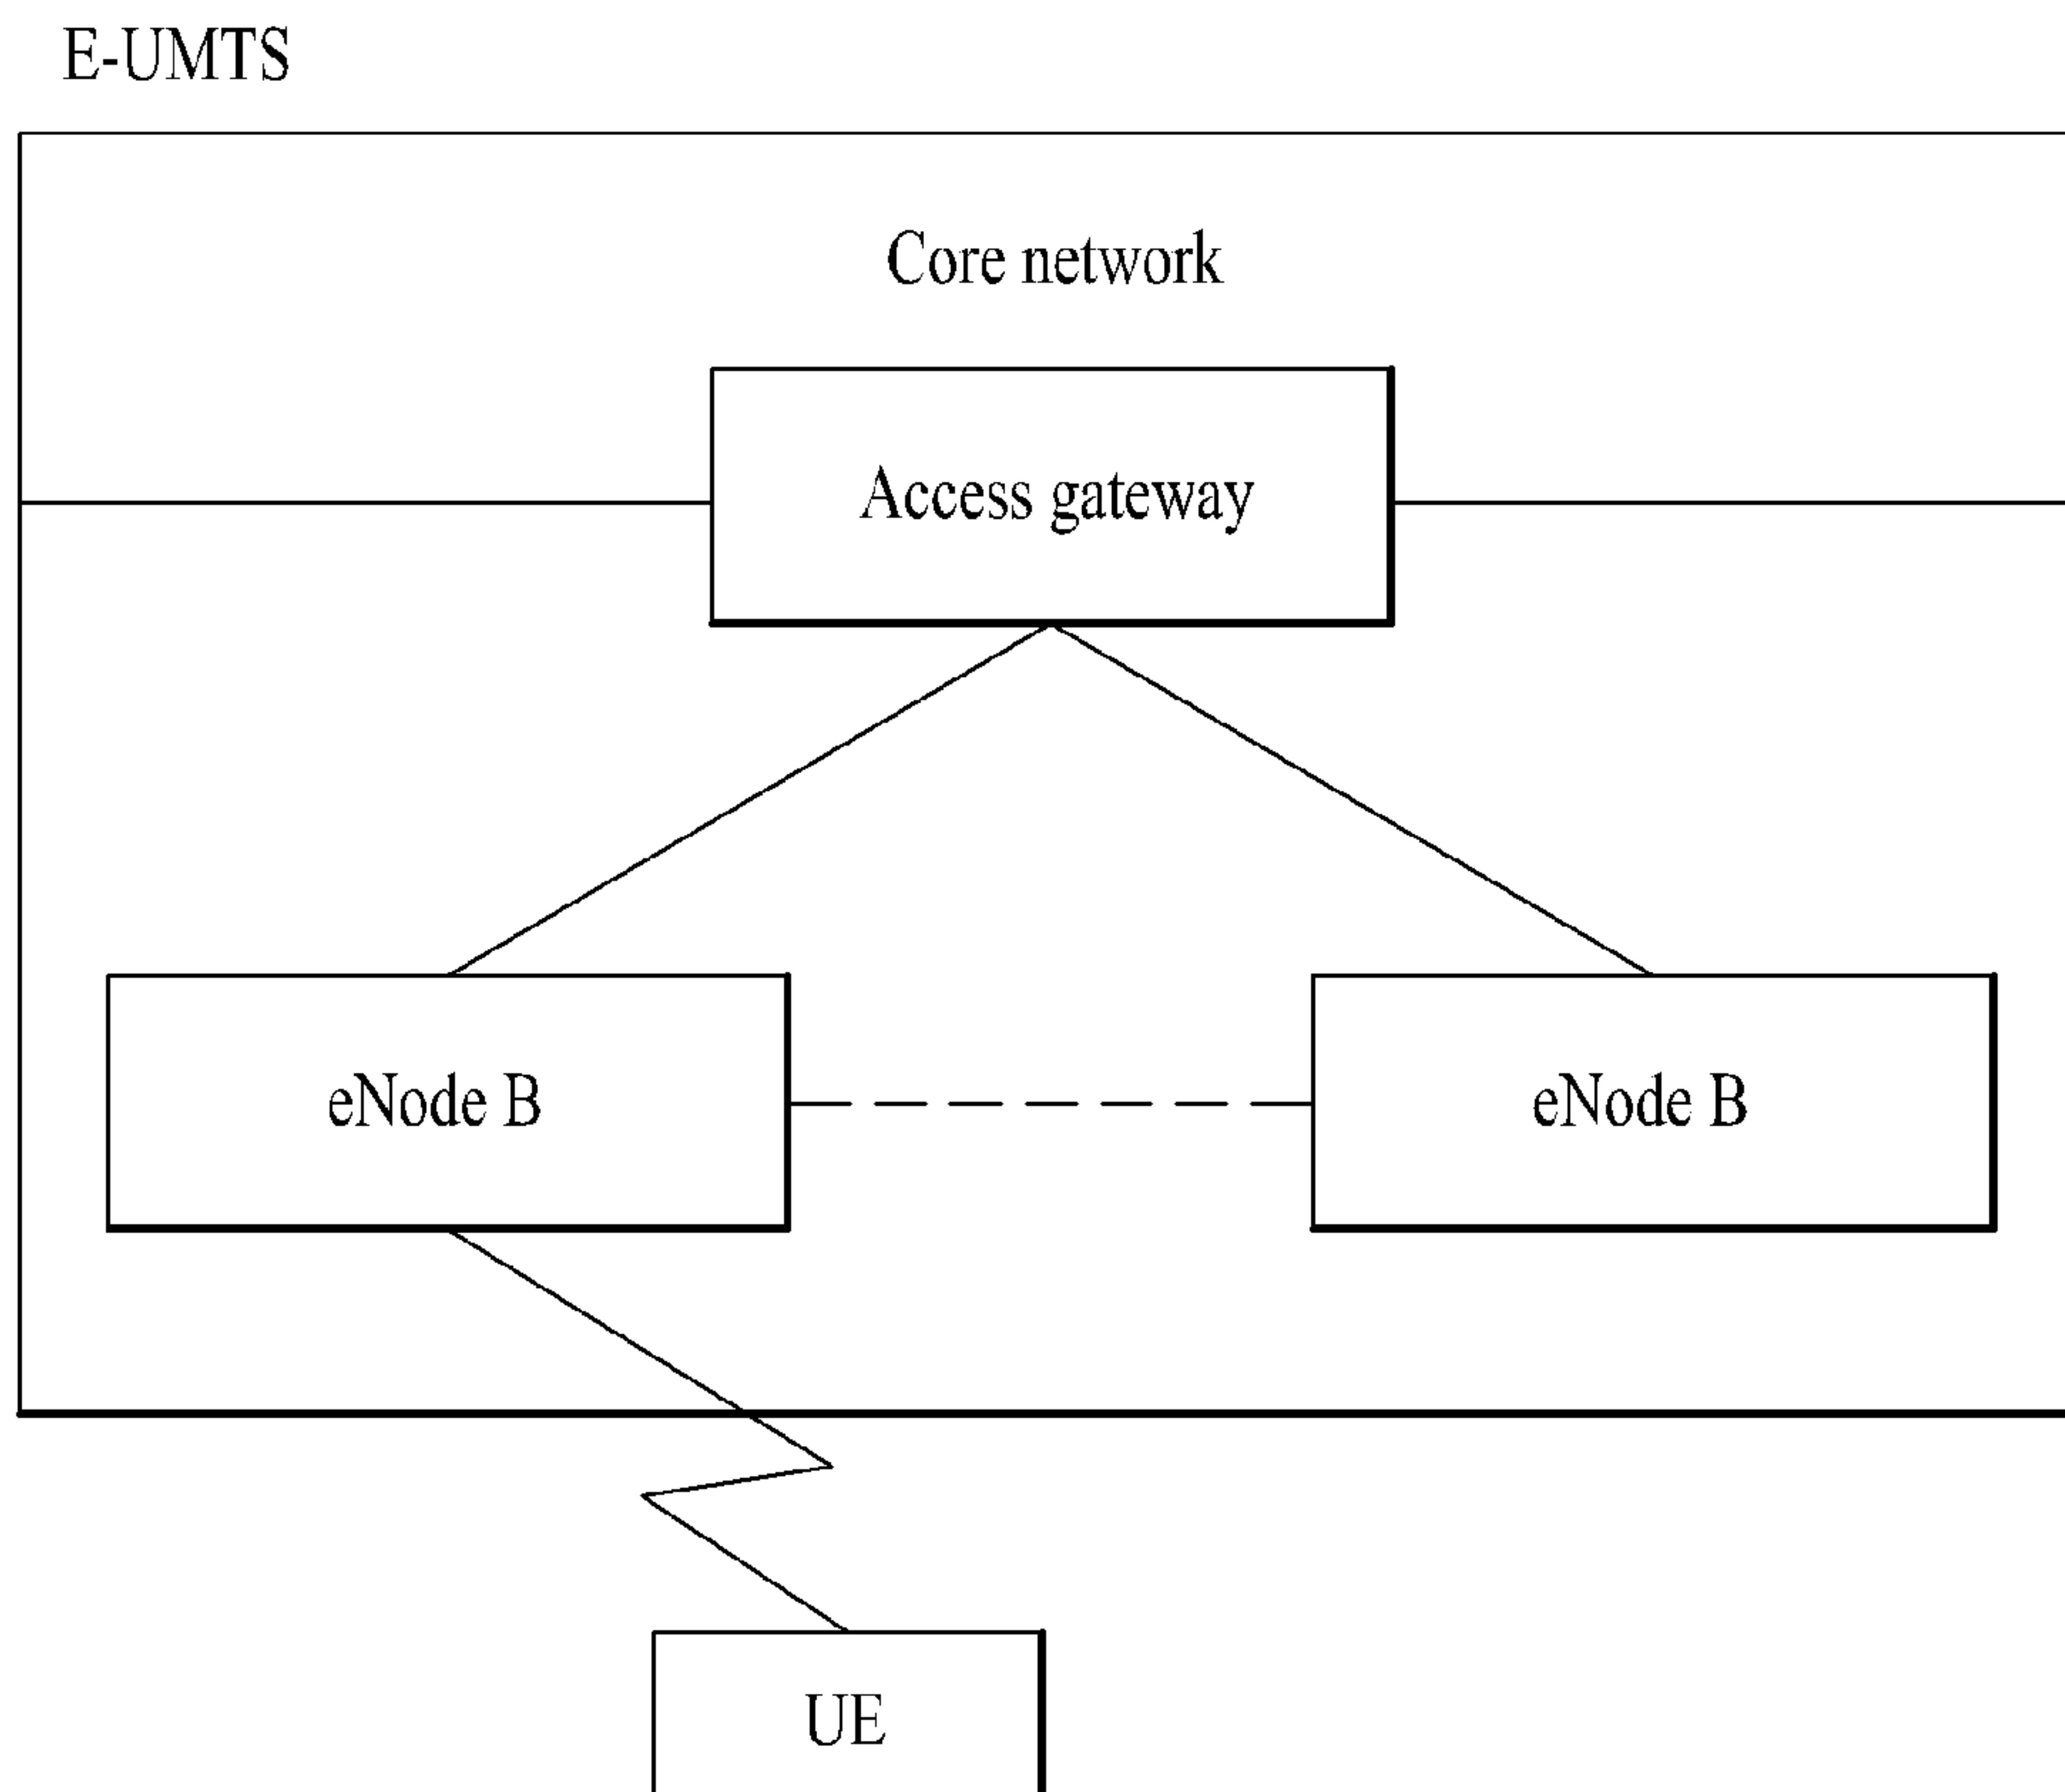 E-UMTS
Core network
Access gateway
eNode B
eNode B
UE